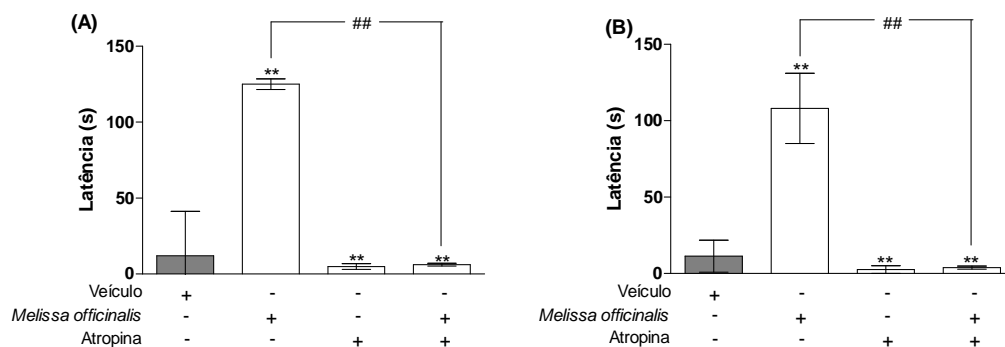 (A)
##
Latência (s)
150
100
50
0
**
**
**
Veículo + - - -
Melissa officinalis - + - +
Atropina - - + +
(B)
##
Latência (s)
150
100
50
0
**
**
**
Veículo + - - -
Melissa officinalis - + - +
Atropina - - + +